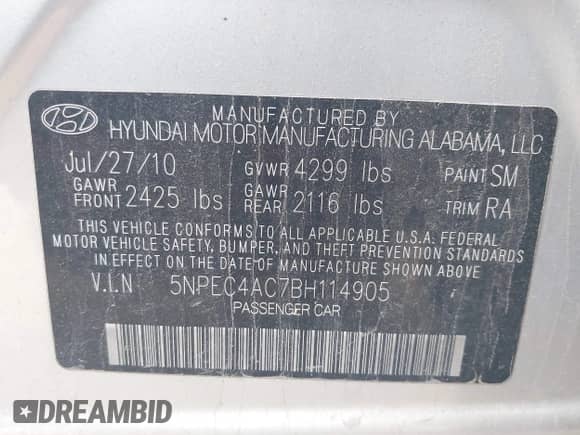 MANUFACTURED BY
HYUNDAI MOTOR MANUFACTURING ALABAMA, LLC
Jul/27/10 GVWR 4299 lbs PAINT SM
GAWR FRONT 2425 lbs GAWR REAR 2116 lbs TRIM RA
THIS VEHICLE CONFORMS TO ALL APPLICABLE U.S.A. FEDERAL
MOTOR VEHICLE SAFETY, BUMPER, AND THEFT PREVENTION
STANDARDS IN EFFECT ON THE DATE OF MANUFACTURE SHOWN ABOVE.
V.I.N 5NPEC4AC7BH114905
PASSENGER CAR
DREAMBID